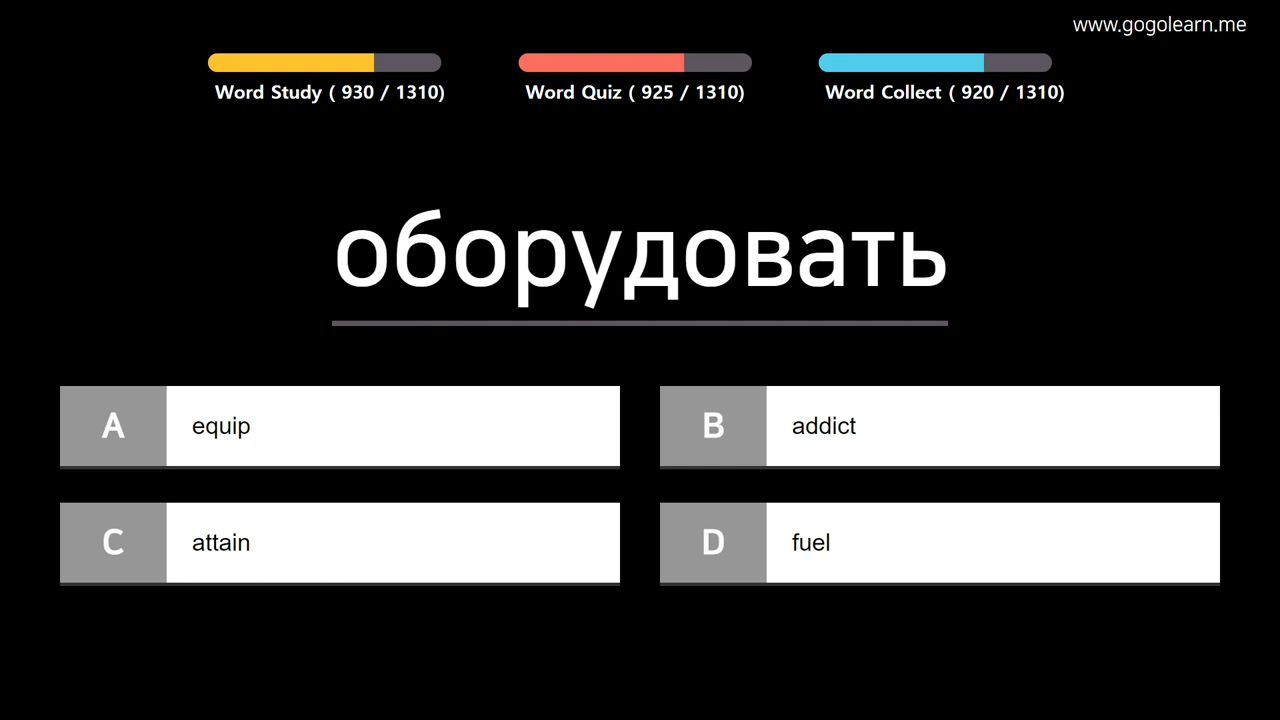 www.gogolearn.me
Word Study ( 930 / 1310)
Word Quiz ( 925 / 1310)
Word Collect ( 920 / 1310)
оборудовать
A equip
B addict
C attain
D fuel